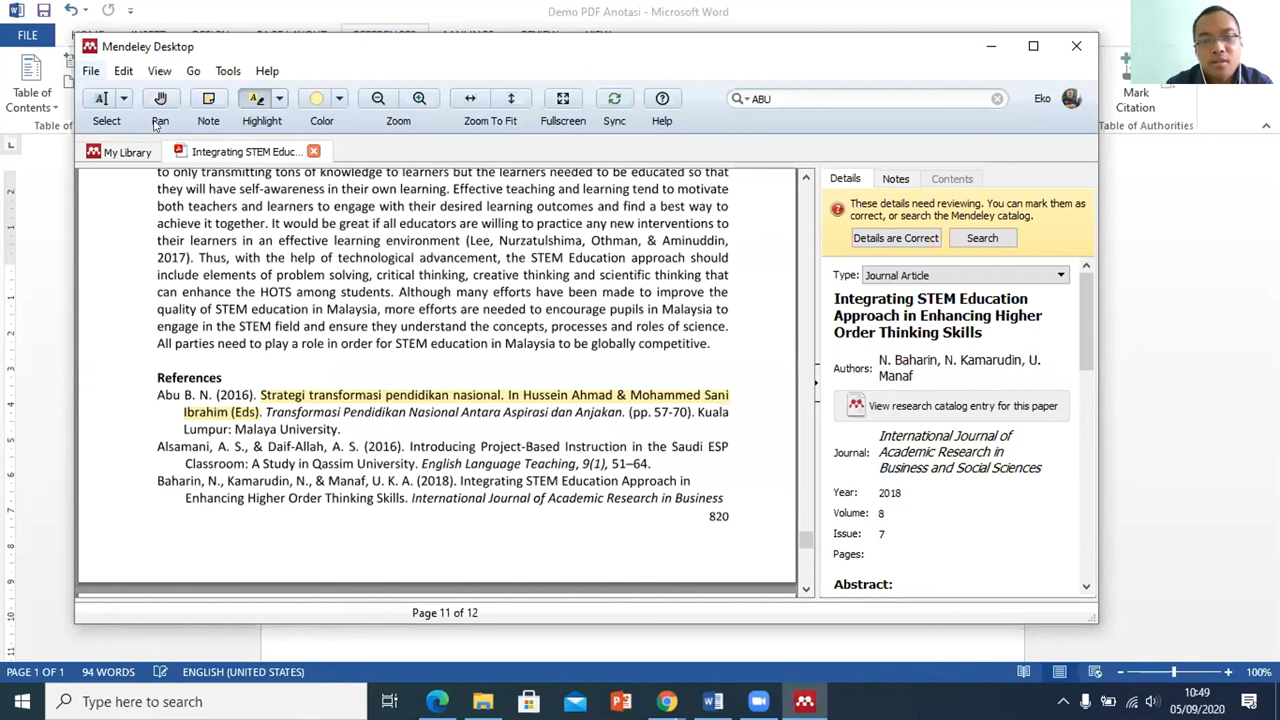 Demo PDF Anotasi - Microsoft Word
FILE
Mendeley Desktop
File Edit View Go Tools Help
Select Pan Note Highlight Color Zoom Zoom To Fit Fullscreen Sync Help
ABU
Eko
Table of
Contents
Mark
Citation
Table of Authorities
My Library
Integrating STEM Educ...
Details Notes Contents
to only transmitting tons of knowledge to learners but the learners needed to be educated so that
they will have self-awareness in their own learning. Effective teaching and learning tend to motivate
both teachers and learners to engage with their desired learning outcomes and find a best way to
achieve it together. It would be great if all educators are willing to practice any new interventions to
their learners in an effective learning environment (Lee, Nurzatulshima, Othman, & Aminuddin,
2017). Thus, with the help of technological advancement, the STEM Education approach should
include elements of problem solving, critical thinking, creative thinking and scientific thinking that
can enhance the HOTS among students. Although many efforts have been made to improve the
quality of STEM education in Malaysia, more efforts are needed to encourage pupils in Malaysia to
engage in the STEM field and ensure they understand the concepts, processes and roles of science.
All parties need to play a role in order for STEM education in Malaysia to be globally competitive.
References
Abu B. N. (2016). Strategi transformasi pendidikan nasional. In Hussein Ahmad & Mohammed Sani
Ibrahim (Eds). Transformasi Pendidikan Nasional Antara Aspirasi dan Anjakan. (pp. 57-70). Kuala
Lumpur: Malaya University.
Alsamani, A. S., & Daif-Allah, A. S. (2016). Introducing Project-Based Instruction in the Saudi ESP
Classroom: A Study in Qassim University. English Language Teaching, 9(1), 51–64.
Baharin, N., Kamarudin, N., & Manaf, U. K. A. (2018). Integrating STEM Education Approach in
Enhancing Higher Order Thinking Skills. International Journal of Academic Research in Business
820
These details need reviewing. You can mark them as
correct, or search the Mendeley catalog.
Details are Correct
Search
Type: Journal Article
Integrating STEM Education
Approach in Enhancing Higher
Order Thinking Skills
Authors: N. Baharin, N. Kamarudin, U.
Manaf
View research catalog entry for this paper
Journal: International Journal of
Academic Research in
Business and Social Sciences
Year: 2018
Volume: 8
Issue: 7
Pages:
Abstract:
Page 11 of 12
PAGE 1 OF 1 94 WORDS ENGLISH (UNITED STATES) 100%
Type here to search
10:49
05/09/2020